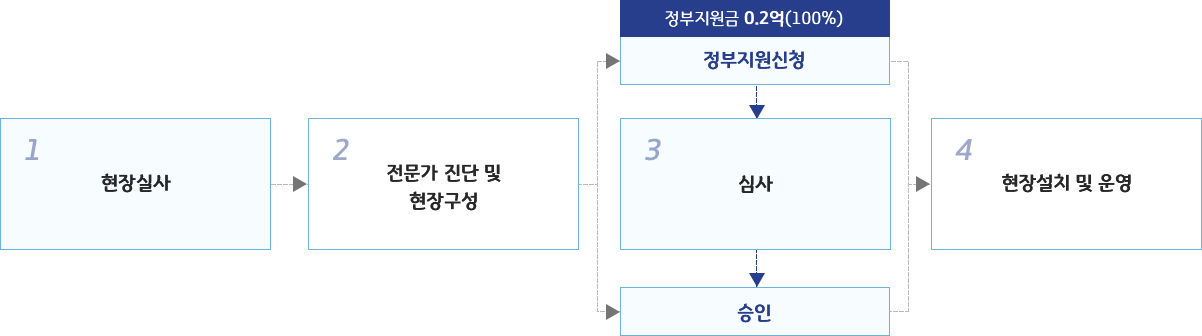 1
현장실사
2
전문가 진단 및
현장구성
정부지원금 0.2억(100%)
정부지원신청
3
심사
승인
4
현장설치 및 운영